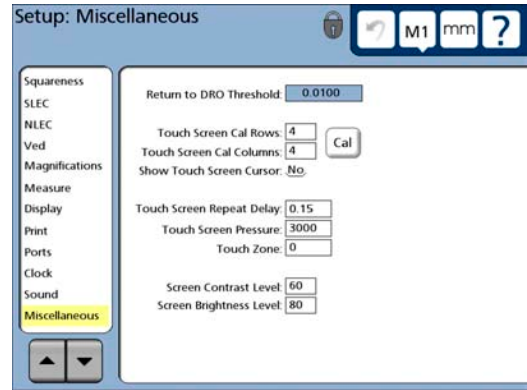 Setup: Miscellaneous
M1
mm
?
Squareness
SLEC
NLEC
Ved
Magnifications
Measure
Display
Print
Ports
Clock
Sound
Miscellaneous
Return to DRO Threshold: 0.0100
Touch Screen Cal Rows: 4
Touch Screen Cal Columns: 4
Cal
Show Touch Screen Cursor: No
Touch Screen Repeat Delay: 0.15
Touch Screen Pressure: 3000
Touch Zone: 0
Screen Contrast Level: 60
Screen Brightness Level: 80